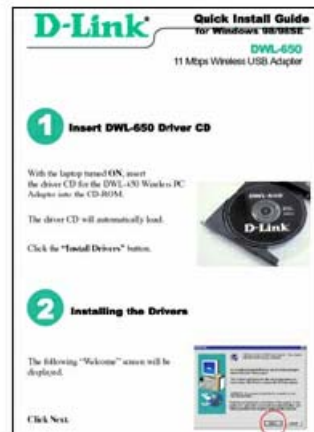 D-Link
Quick Install Guide
for Windows 98/98SE
DWL-650
11 Mbps Wireless USB Adapter
1
Insert DWL-650 Driver CD
With the laptop turned ON, insert
the driver CD for the DWL-650 Wireless PC
Adapter into the CD-ROM.
The driver CD will automatically load.
Click the "Install Drivers" button.
DWL-650
D-Link
2
Installing the Drivers
The following "Welcome" screen will be
displayed.
Click Next.